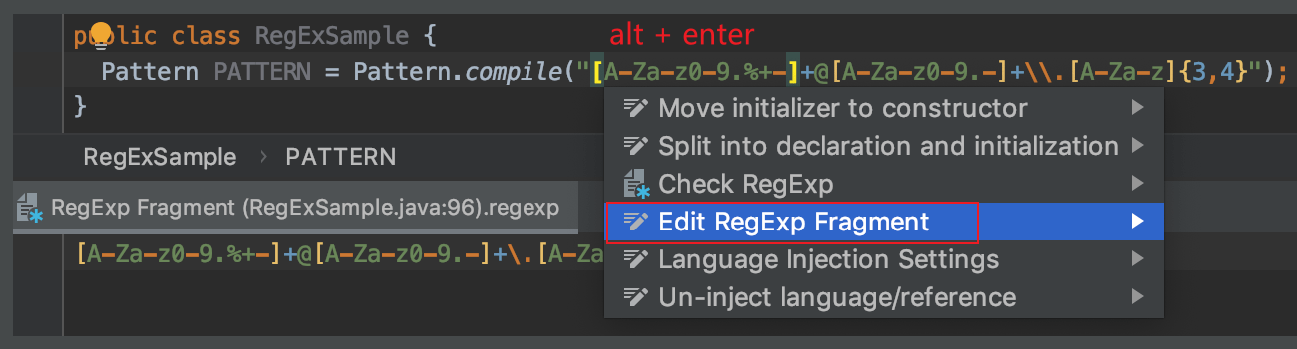 public class RegExSample {
alt + enter
Pattern PATTERN = Pattern.compile("[A-Za-z0-9.%+-]+@[A-Za-z0-9.-]+\\.[A-Za-z]{3,4}");
}
Move initializer to constructor
Split into declaration and initialization
Check RegExp
Edit RegExp Fragment
Language Injection Settings
Un-inject language/reference
RegExSample › PATTERN
RegExp Fragment (RegExSample.java:96).regexp
[A-Za-z0-9.%+-]+@[A-Za-z0-9.-]+\.[A-Za